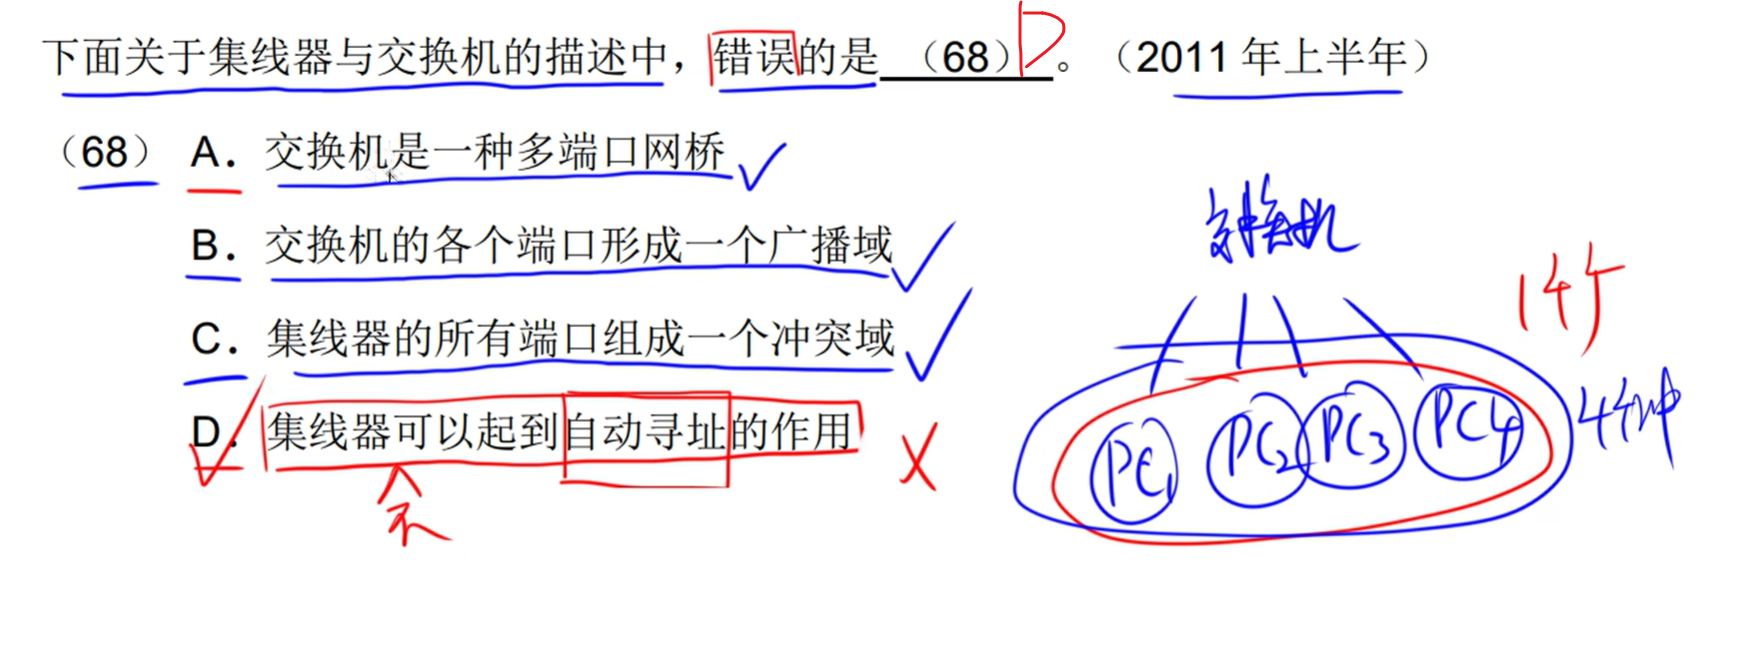 下面关于集线器与交换机的描述中，错误的是 （68）D。（2011 年上半年）
（68） A．交换机是一种多端口网桥
B．交换机的各个端口形成一个广播域
C．集线器的所有端口组成一个冲突域
D．集线器可以起到自动寻址的作用
不
交换机
1个
PC1 PC2 PC3 PC4
4个冲